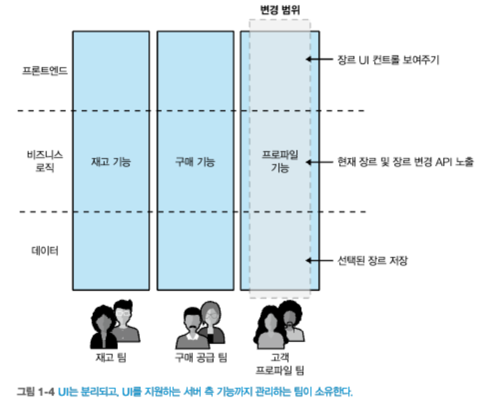 변경 범위
프론트엔드
장르 UI 컨트롤 보여주기
비즈니스
로직
재고 기능
구매 기능
프로파일
기능
현재 장르 및 장르 변경 API 노출
데이터
선택된 장르 저장
재고 팀
구매 공급 팀
고객
프로파일 팀
그림 1-4 UI는 분리되고, UI를 지원하는 서버 측 기능까지 관리하는 팀이 소유한다.